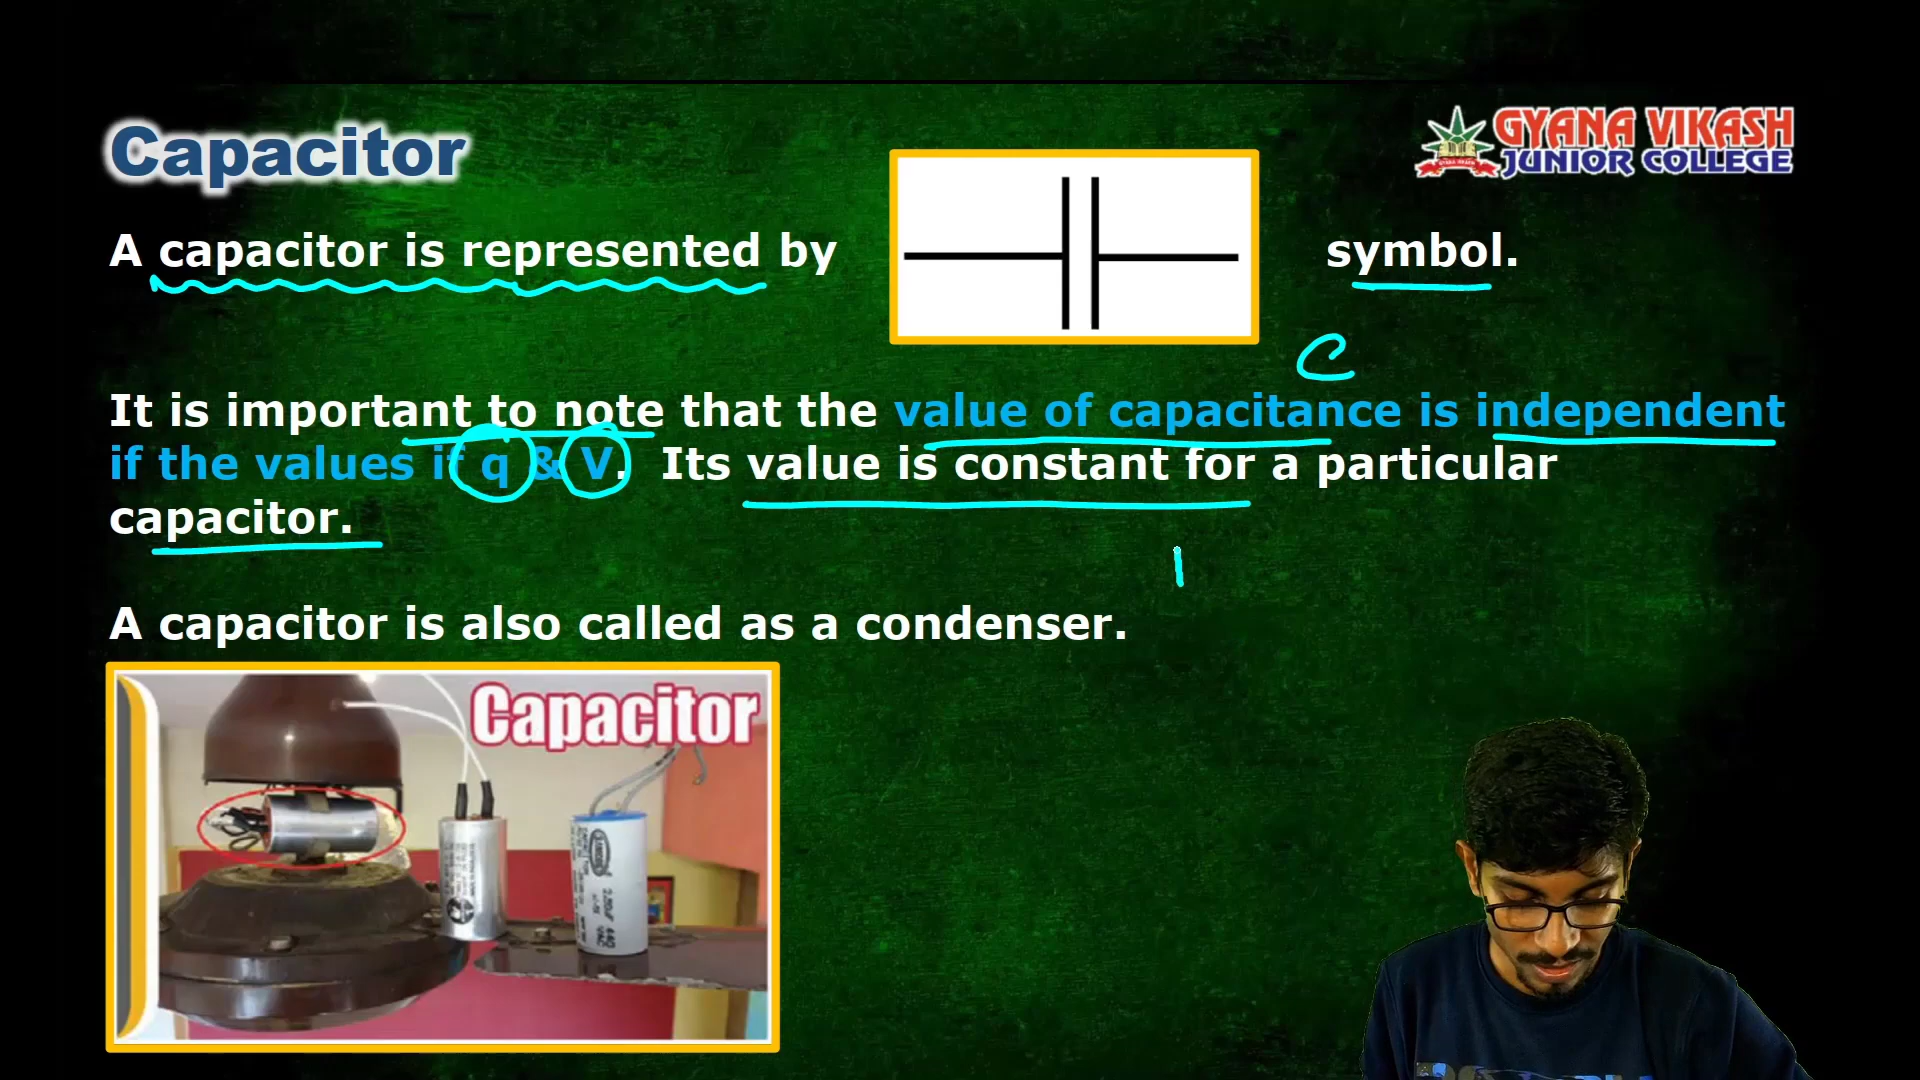 Capacitor
GYANA VIKASH
JUNIOR COLLEGE
A capacitor is represented by symbol.
C
It is important to note that the value of capacitance is independent
if the values if q & V. Its value is constant for a particular
capacitor.
A capacitor is also called as a condenser.
Capacitor